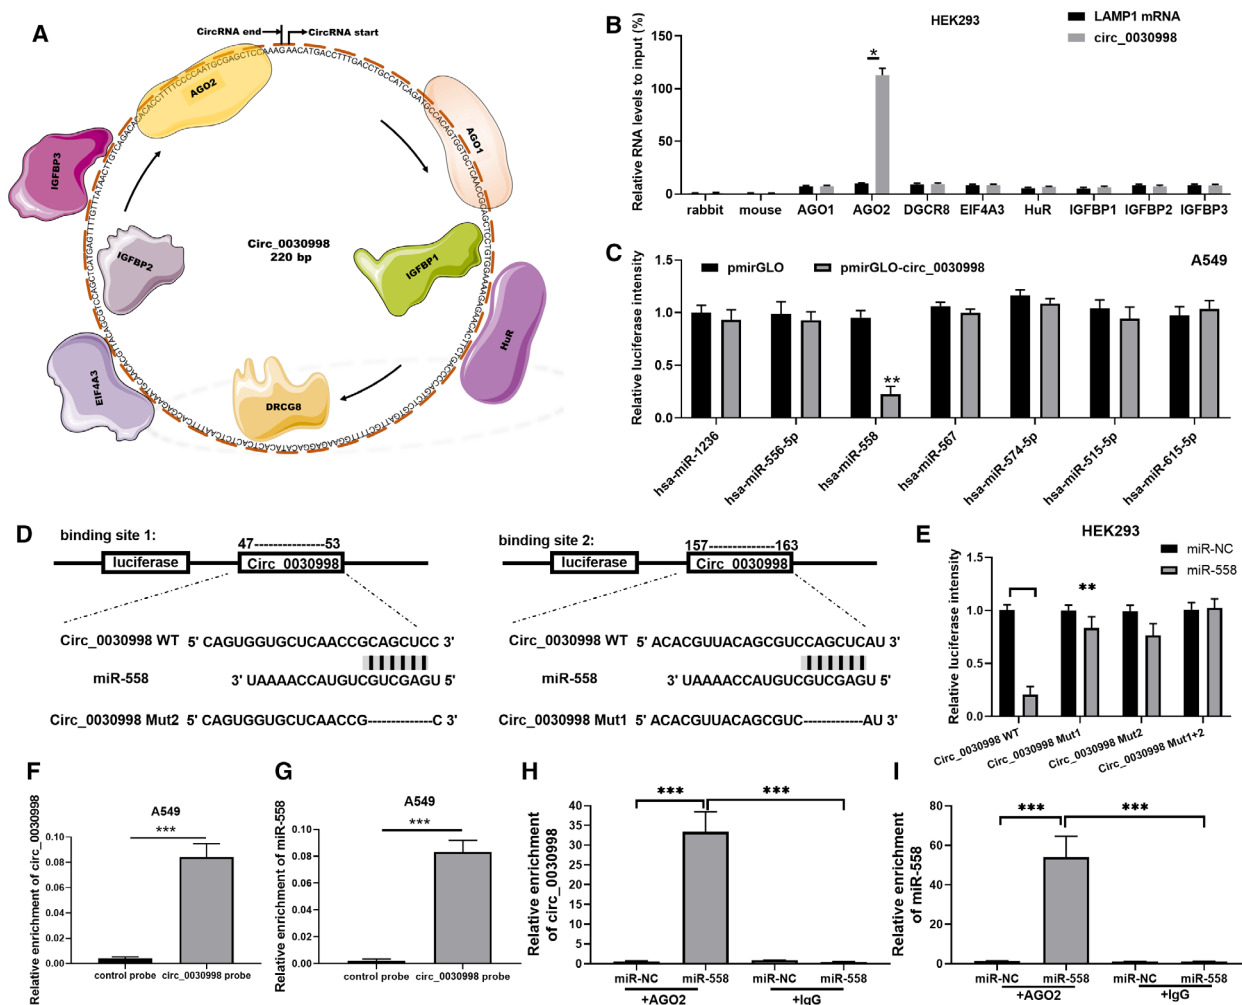 A
CircRNA end
CircRNA start
AGO2
AGO1
IGFBP3
IGFBP2
IGFBP1
Circ_0030998
220 bp
HuR
EIF4A3
DRCG8
B
HEK293
LAMP1 mRNA
circ_0030998
Relative RNA levels to input (%)
150
100
50
0
*
rabbit mouse AGO1 AGO2 DGCR8 EIF4A3 HuR IGFBP1 IGFBP2 IGFBP3
C
A549
pmirGLO pmirGLO-circ_0030998
Relative luciferase intensity
1.5
1.0
0.5
0.0
**
hsa-miR-1236
hsa-miR-556-5p
hsa-miR-558
hsa-miR-567
hsa-miR-574-5p
hsa-miR-515-5p
hsa-miR-615-5p
D
binding site 1:
47---------------53
luciferase Circ_0030998
Circ_0030998 WT 5' CAGUGGUGCUCAACCGCAGCUCC 3'
miR-558 3' UAAAACCAUGUCGUCGAGU 5'
Circ_0030998 Mut2 5' CAGUGGUGCUCAACCG-------------C 3'
binding site 2:
157--------------163
luciferase Circ_0030998
Circ_0030998 WT 5' ACACGUUACAGCGUCCAGCUCAU 3'
miR-558 3' UAAAACCAUGUCGUCGAGU 5'
Circ_0030998 Mut1 5' ACACGUUACAGCGUC------------AU 3'
E
HEK293
miR-NC
miR-558
Relative luciferase intensity
1.5
1.0
0.5
0.0
**
Circ_0030998 WT
Circ_0030998 Mut1
Circ_0030998 Mut2
Circ_0030998 Mut1+2
F
A549
***
Relative enrichment of circ_0030998
0.10
0.08
0.06
0.04
0.02
0.00
control probe circ_0030998 probe
G
A549
***
Relative enrichment of miR-558
0.10
0.08
0.06
0.04
0.02
0.00
control probe circ_0030998 probe
H
*** ***
Relative enrichment
of circ_0030998
40
35
30
25
20
15
10
5
0
miR-NC miR-558 miR-NC miR-558
+AGO2 +IgG
I
*** ***
Relative enrichment
of miR-558
80
60
40
20
0
miR-NC miR-558 miR-NC miR-558
+AGO2 +IgG